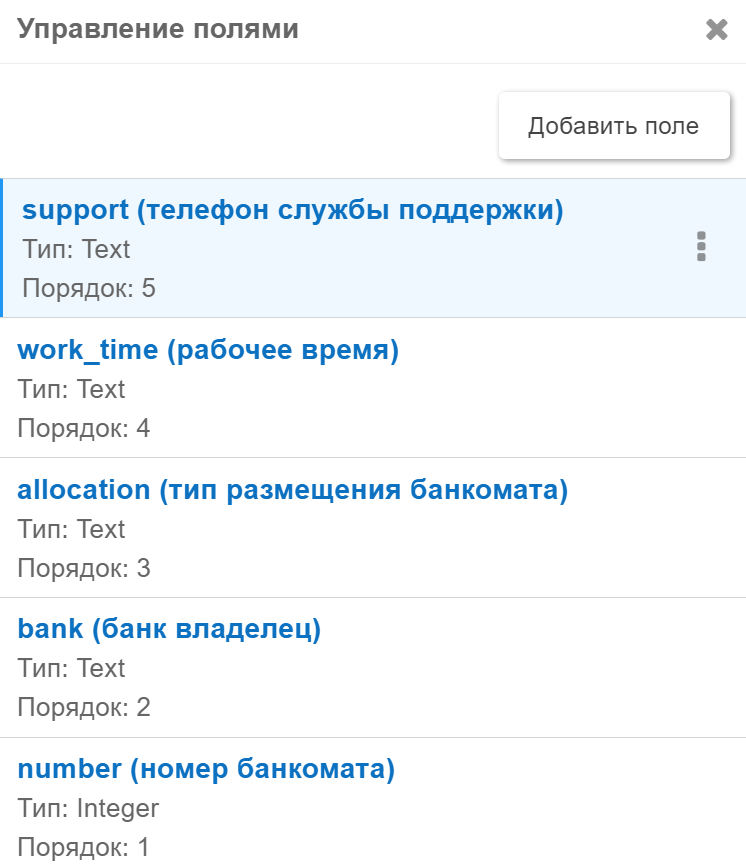 Управление полями
Добавить поле
support (телефон службы поддержки)
Тип: Text
Порядок: 5
work_time (рабочее время)
Тип: Text
Порядок: 4
allocation (тип размещения банкомата)
Тип: Text
Порядок: 3
bank (банк владелец)
Тип: Text
Порядок: 2
number (номер банкомата)
Тип: Integer
Порядок: 1